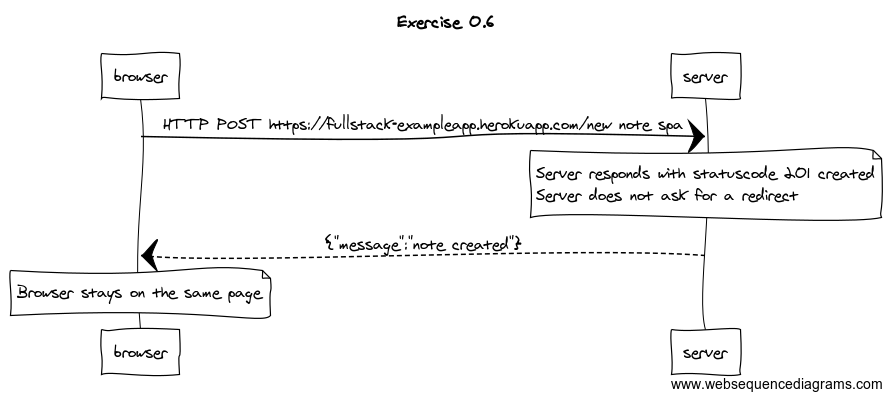 Exercise 0.6
browser
server
HTTP POST https://fullstack-exampleapp.herokuapp.com/new note spa
Server responds with statuscode 201 created
Server does not ask for a redirect
{"message":"note created"}
Browser stays on the same page
browser
server
www.websequencediagrams.com